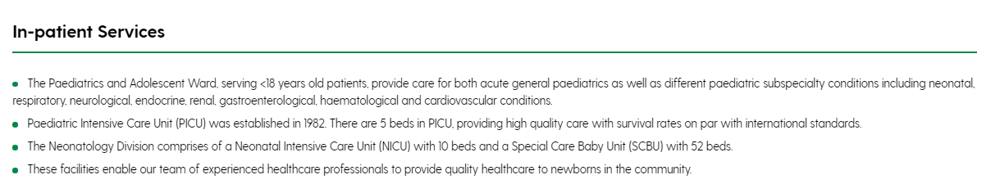 In-patient Services
The Paediatrics and Adolescent Ward, serving <18 years old patients, provide care for both acute general paediatrics as well as different paediatric subspecialty conditions including neonatal,
respiratory, neurological, endocrine, renal, gastroenterological, haematological and cardiovascular conditions.
Paediatric Intensive Care Unit (PICU) was established in 1982. There are 5 beds in PICU, providing high quality care with survival rates on par with international standards.
The Neonatology Division comprises of a Neonatal Intensive Care Unit (NICU) with 10 beds and a Special Care Baby Unit (SCBU) with 52 beds.
These facilities enable our team of experienced healthcare professionals to provide quality healthcare to newborns in the community.